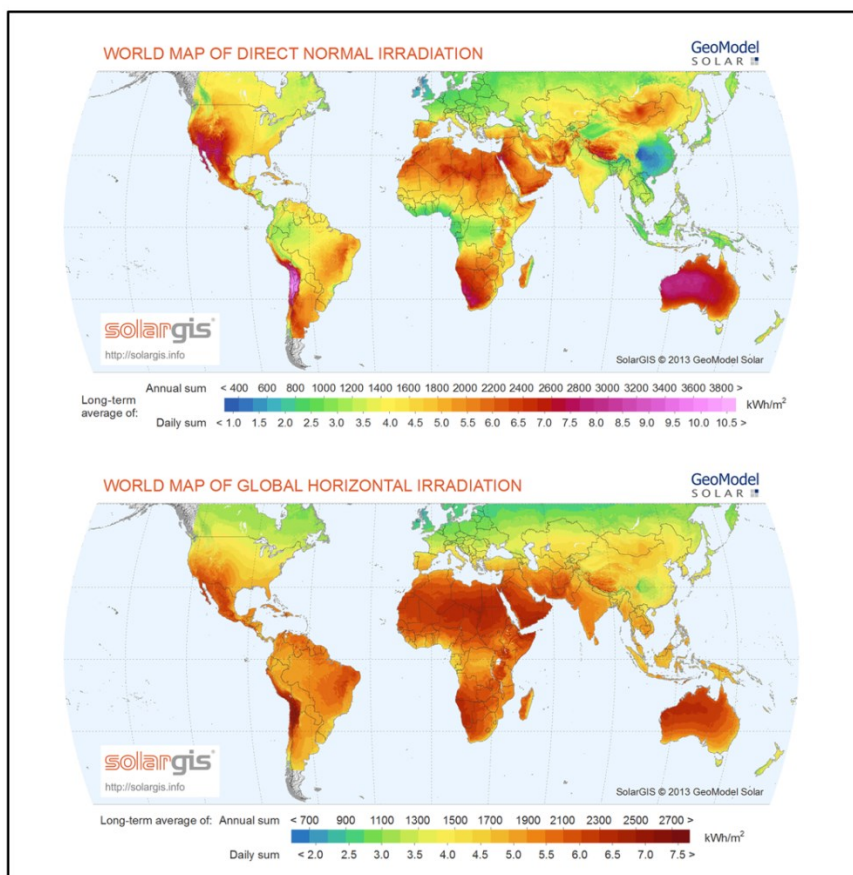 WORLD MAP OF DIRECT NORMAL IRRADIATION
GeoModel
SOLAR
solargis
http://solargis.info
SolarGIS © 2013 GeoModel Solar
Annual sum < 400 600 800 1000 1200 1400 1600 1800 2000 2200 2400 2600 2800 3000 3200 3400 3600 3800 >
Long-term average of:
kWh/m²
Daily sum < 1.0 1.5 2.0 2.5 3.0 3.5 4.0 4.5 5.0 5.5 6.0 6.5 7.0 7.5 8.0 8.5 9.0 9.5 10.0 10.5 >
WORLD MAP OF GLOBAL HORIZONTAL IRRADIATION
GeoModel
SOLAR
solargis
http://solargis.info
SolarGIS © 2013 GeoModel Solar
Long-term average of: Annual sum < 700 900 1100 1300 1500 1700 1900 2100 2300 2500 2700 >
kWh/m²
Daily sum < 2.0 2.5 3.0 3.5 4.0 4.5 5.0 5.5 6.0 6.5 7.0 7.5 >